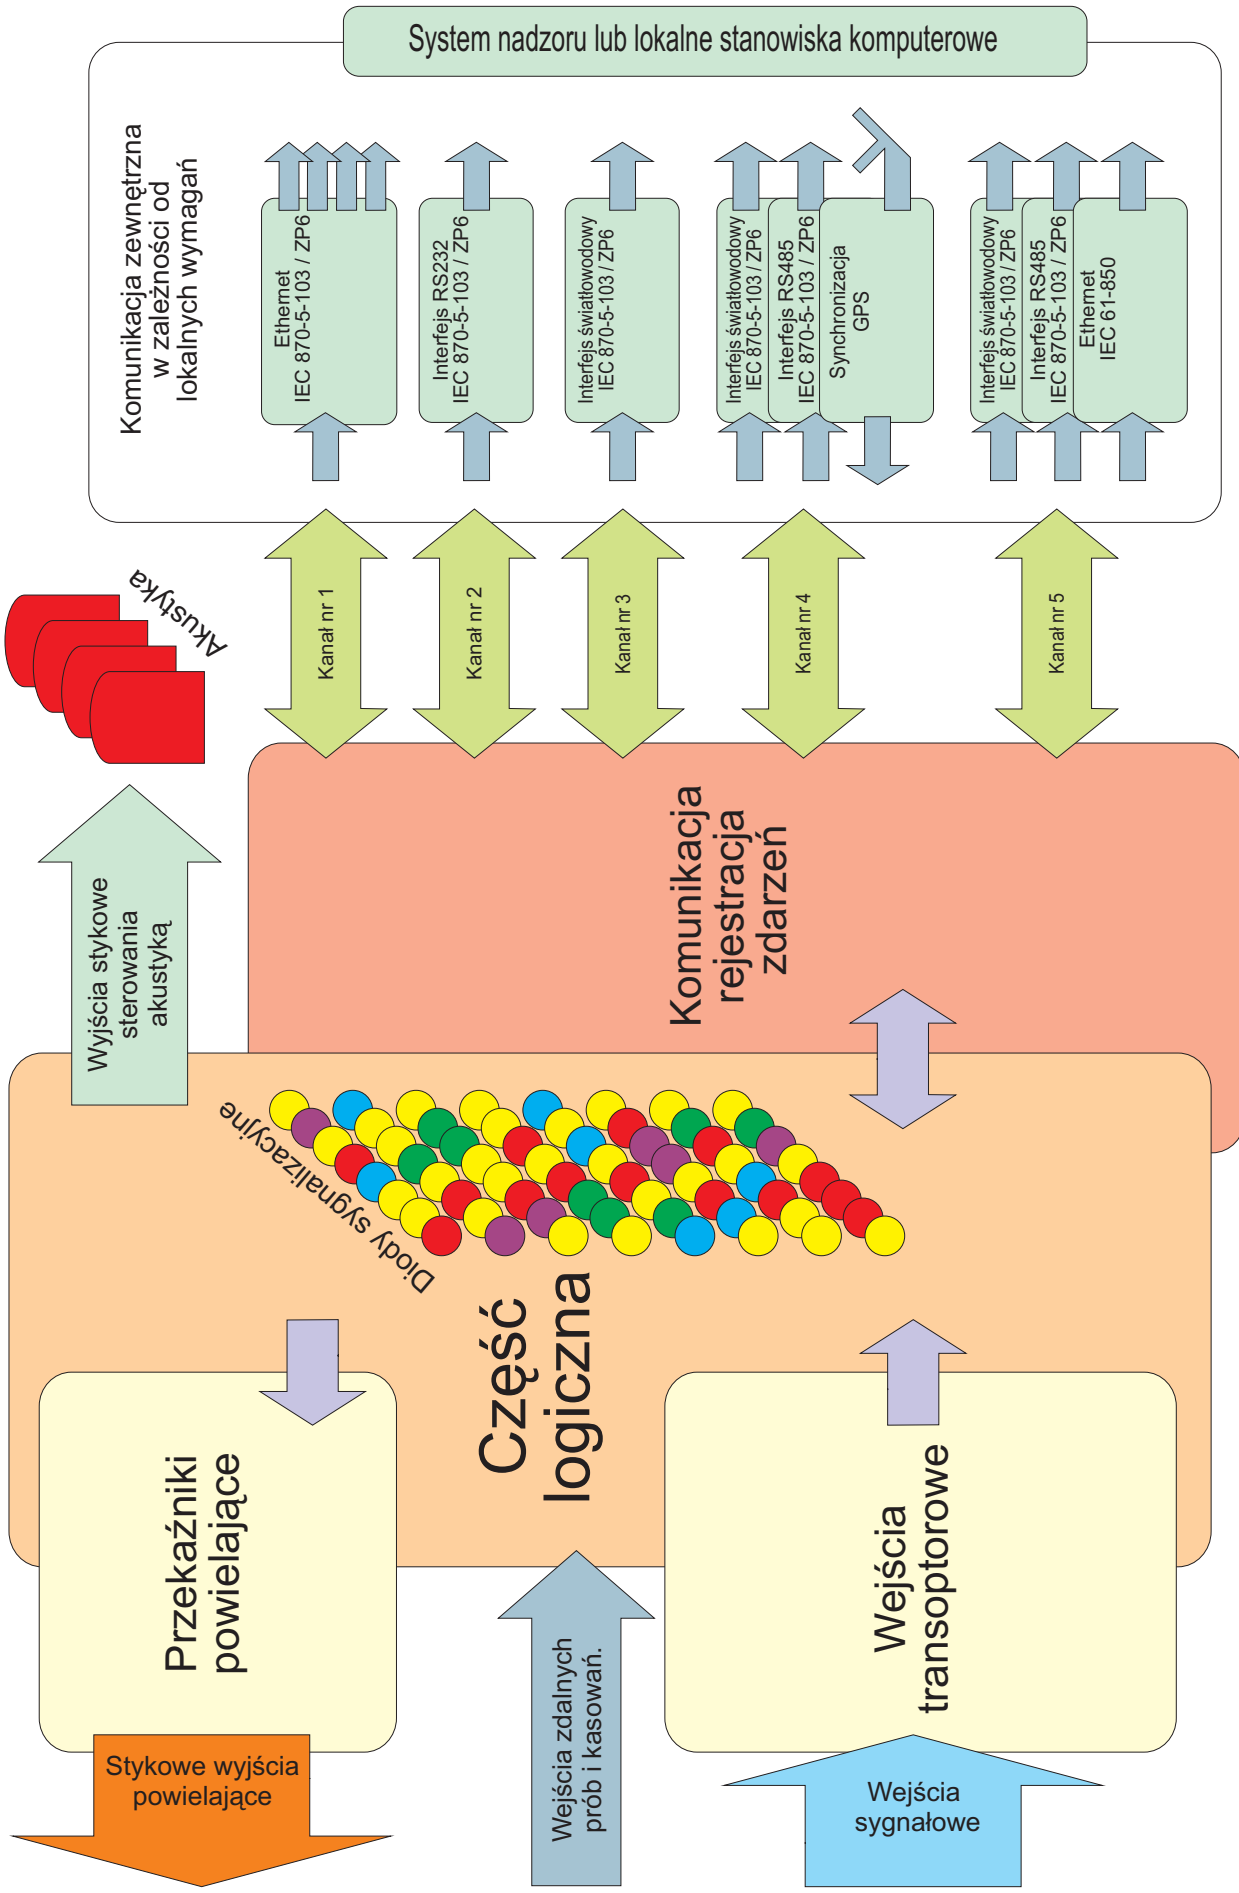 System nadzoru lub lokalne stanowiska komputerowe
Komunikacja zewnętrzna
w zależności od
lokalnych wymagań
Ethernet
IEC 870-5-103 / ZP6
Interfejs RS232
IEC 870-5-103 / ZP6
Interfejs światłowodowy
IEC 870-5-103 / ZP6
Interfejs światłowodowy
IEC 870-5-103 / ZP6
Interfejs RS485
IEC 870-5-103 / ZP6
Synchronizacja
GPS
Interfejs światłowodowy
IEC 870-5-103 / ZP6
Interfejs RS485
IEC 870-5-103 / ZP6
Ethernet
IEC 61-850
Akustyka
Kanał nr 1
Kanał nr 2
Kanał nr 3
Kanał nr 4
Kanał nr 5
Wyjścia stykowe
sterowania
akustyką
Komunikacja
rejestracja
zdarzeń
Diody sygnalizacyjne
Część
logiczna
Przekaźniki
powielające
Wejścia
transoptorowe
Stykowe wyjścia
powielające
Wejścia zdalnych
prób i kasowań.
Wejścia
sygnałowe